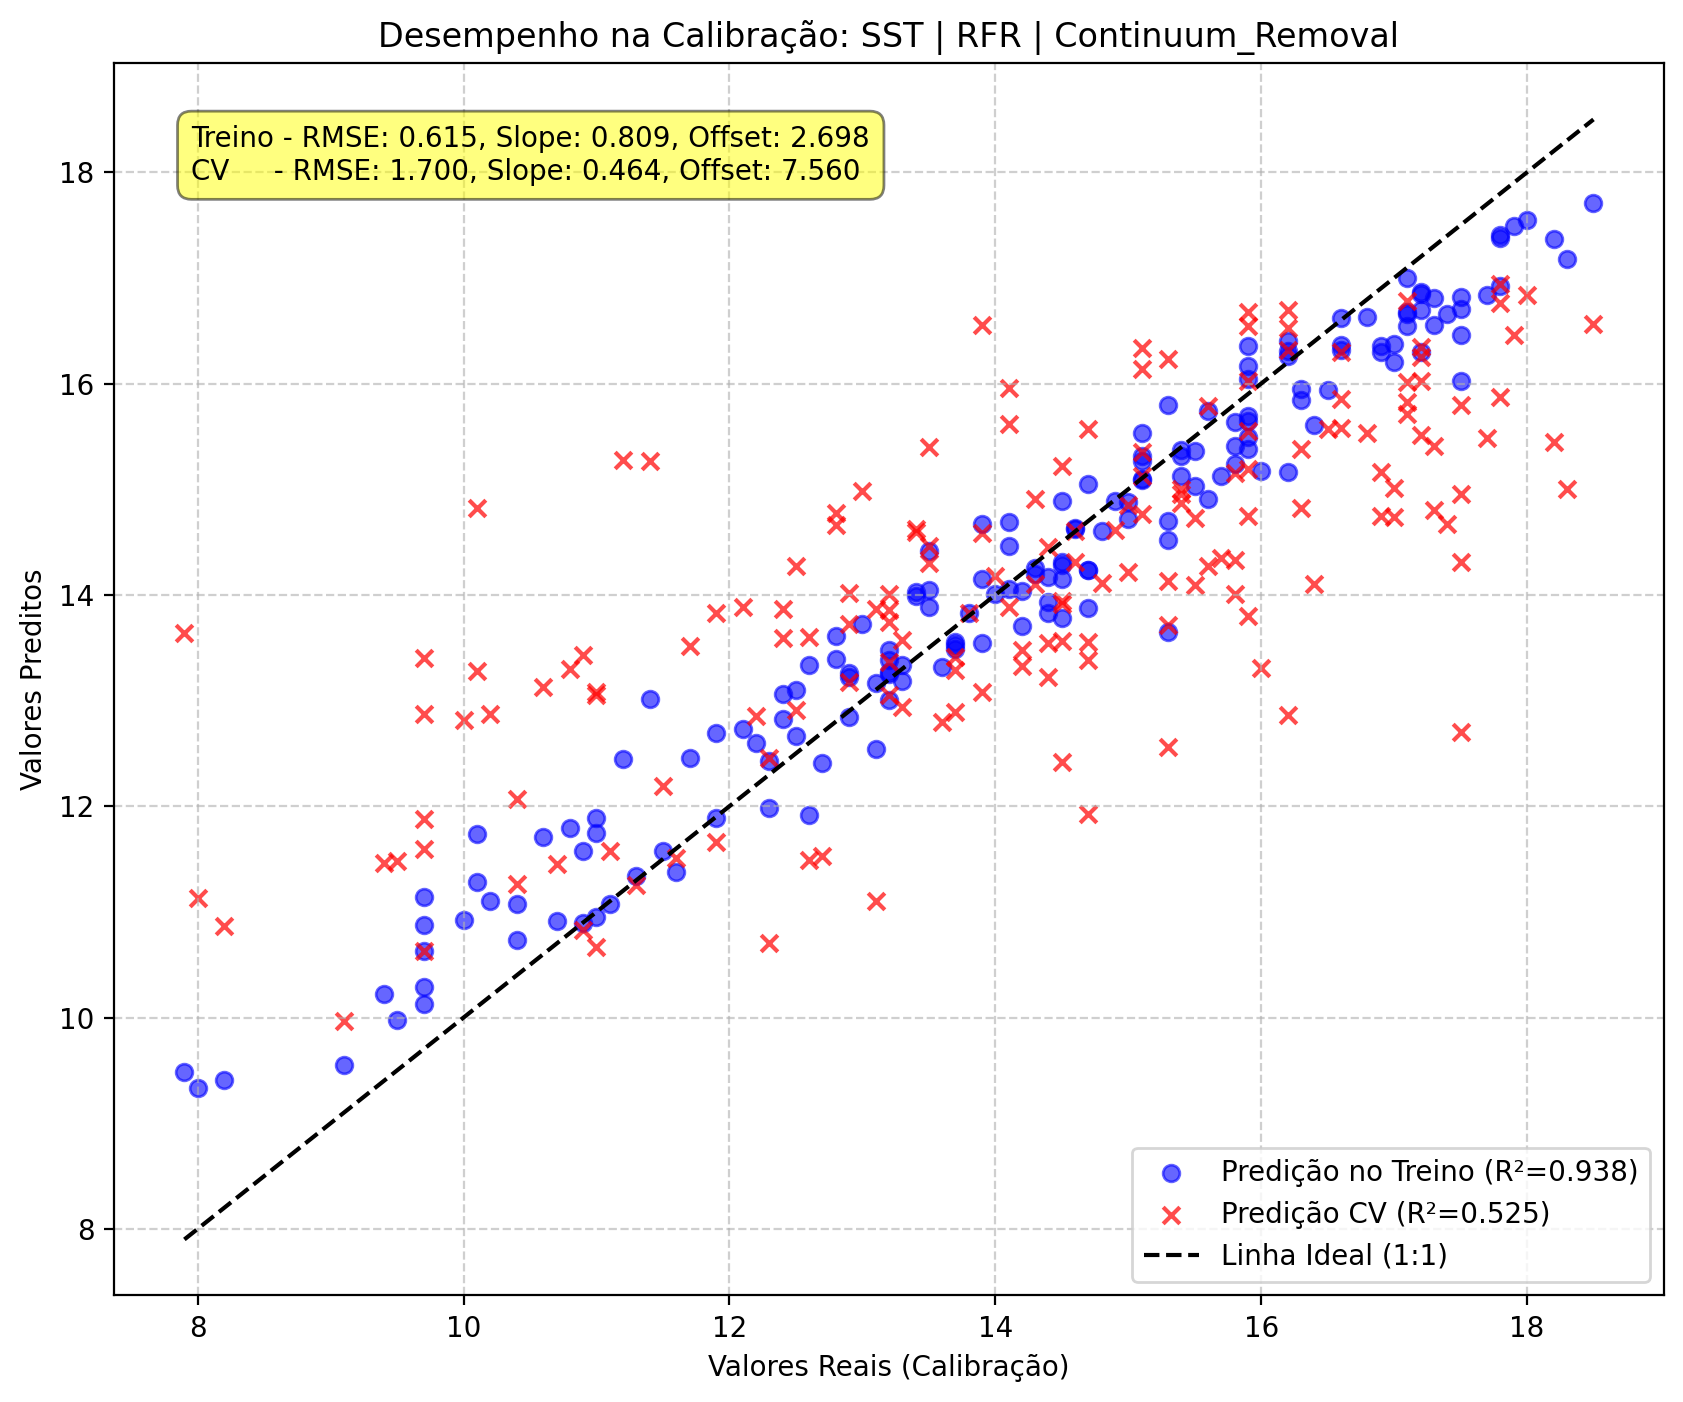 Desempenho na Calibração: SST | RFR | Continuum_Removal
Treino - RMSE: 0.615, Slope: 0.809, Offset: 2.698
CV - RMSE: 1.700, Slope: 0.464, Offset: 7.560
Valores Preditos
18
16
14
12
10
8
Predição no Treino (R²=0.938)
Predição CV (R²=0.525)
Linha Ideal (1:1)
8 10 12 14 16 18
Valores Reais (Calibração)